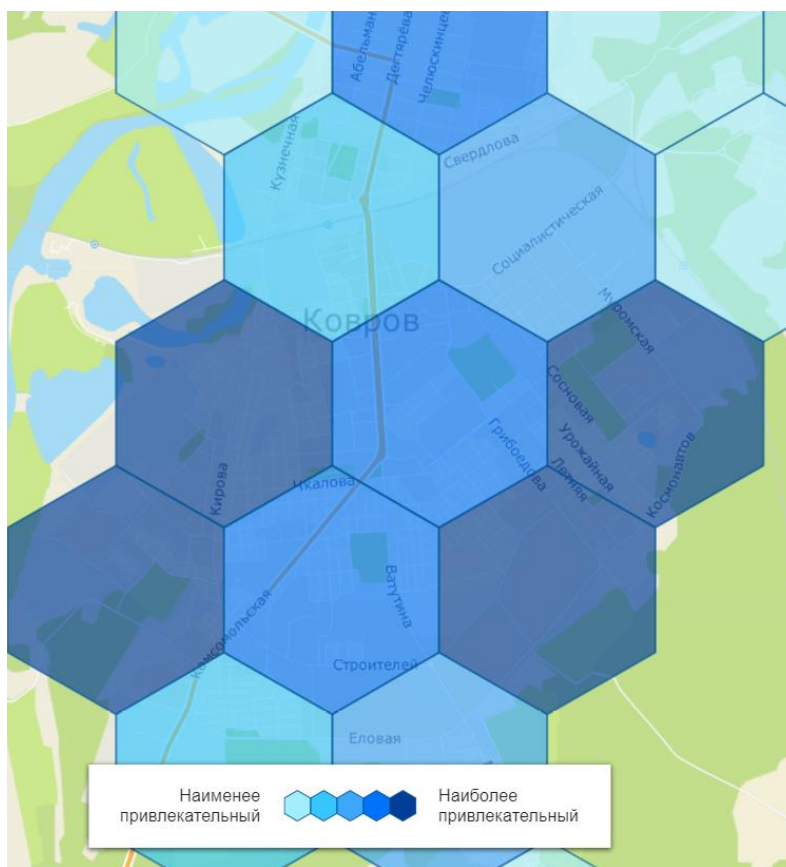 Абельман
Дегтярёва
Челюскинцев
Кузнечная
Свердлова
Социалистическая
Ковров
Муромская
Сосновая
Грибоедова
Урожайная
Летняя
Космонавтов
Кирова
Чкалова
Ватутина
Комсомольская
Строителей
Еловая
Наименее
привлекательный
Наиболее
привлекательный